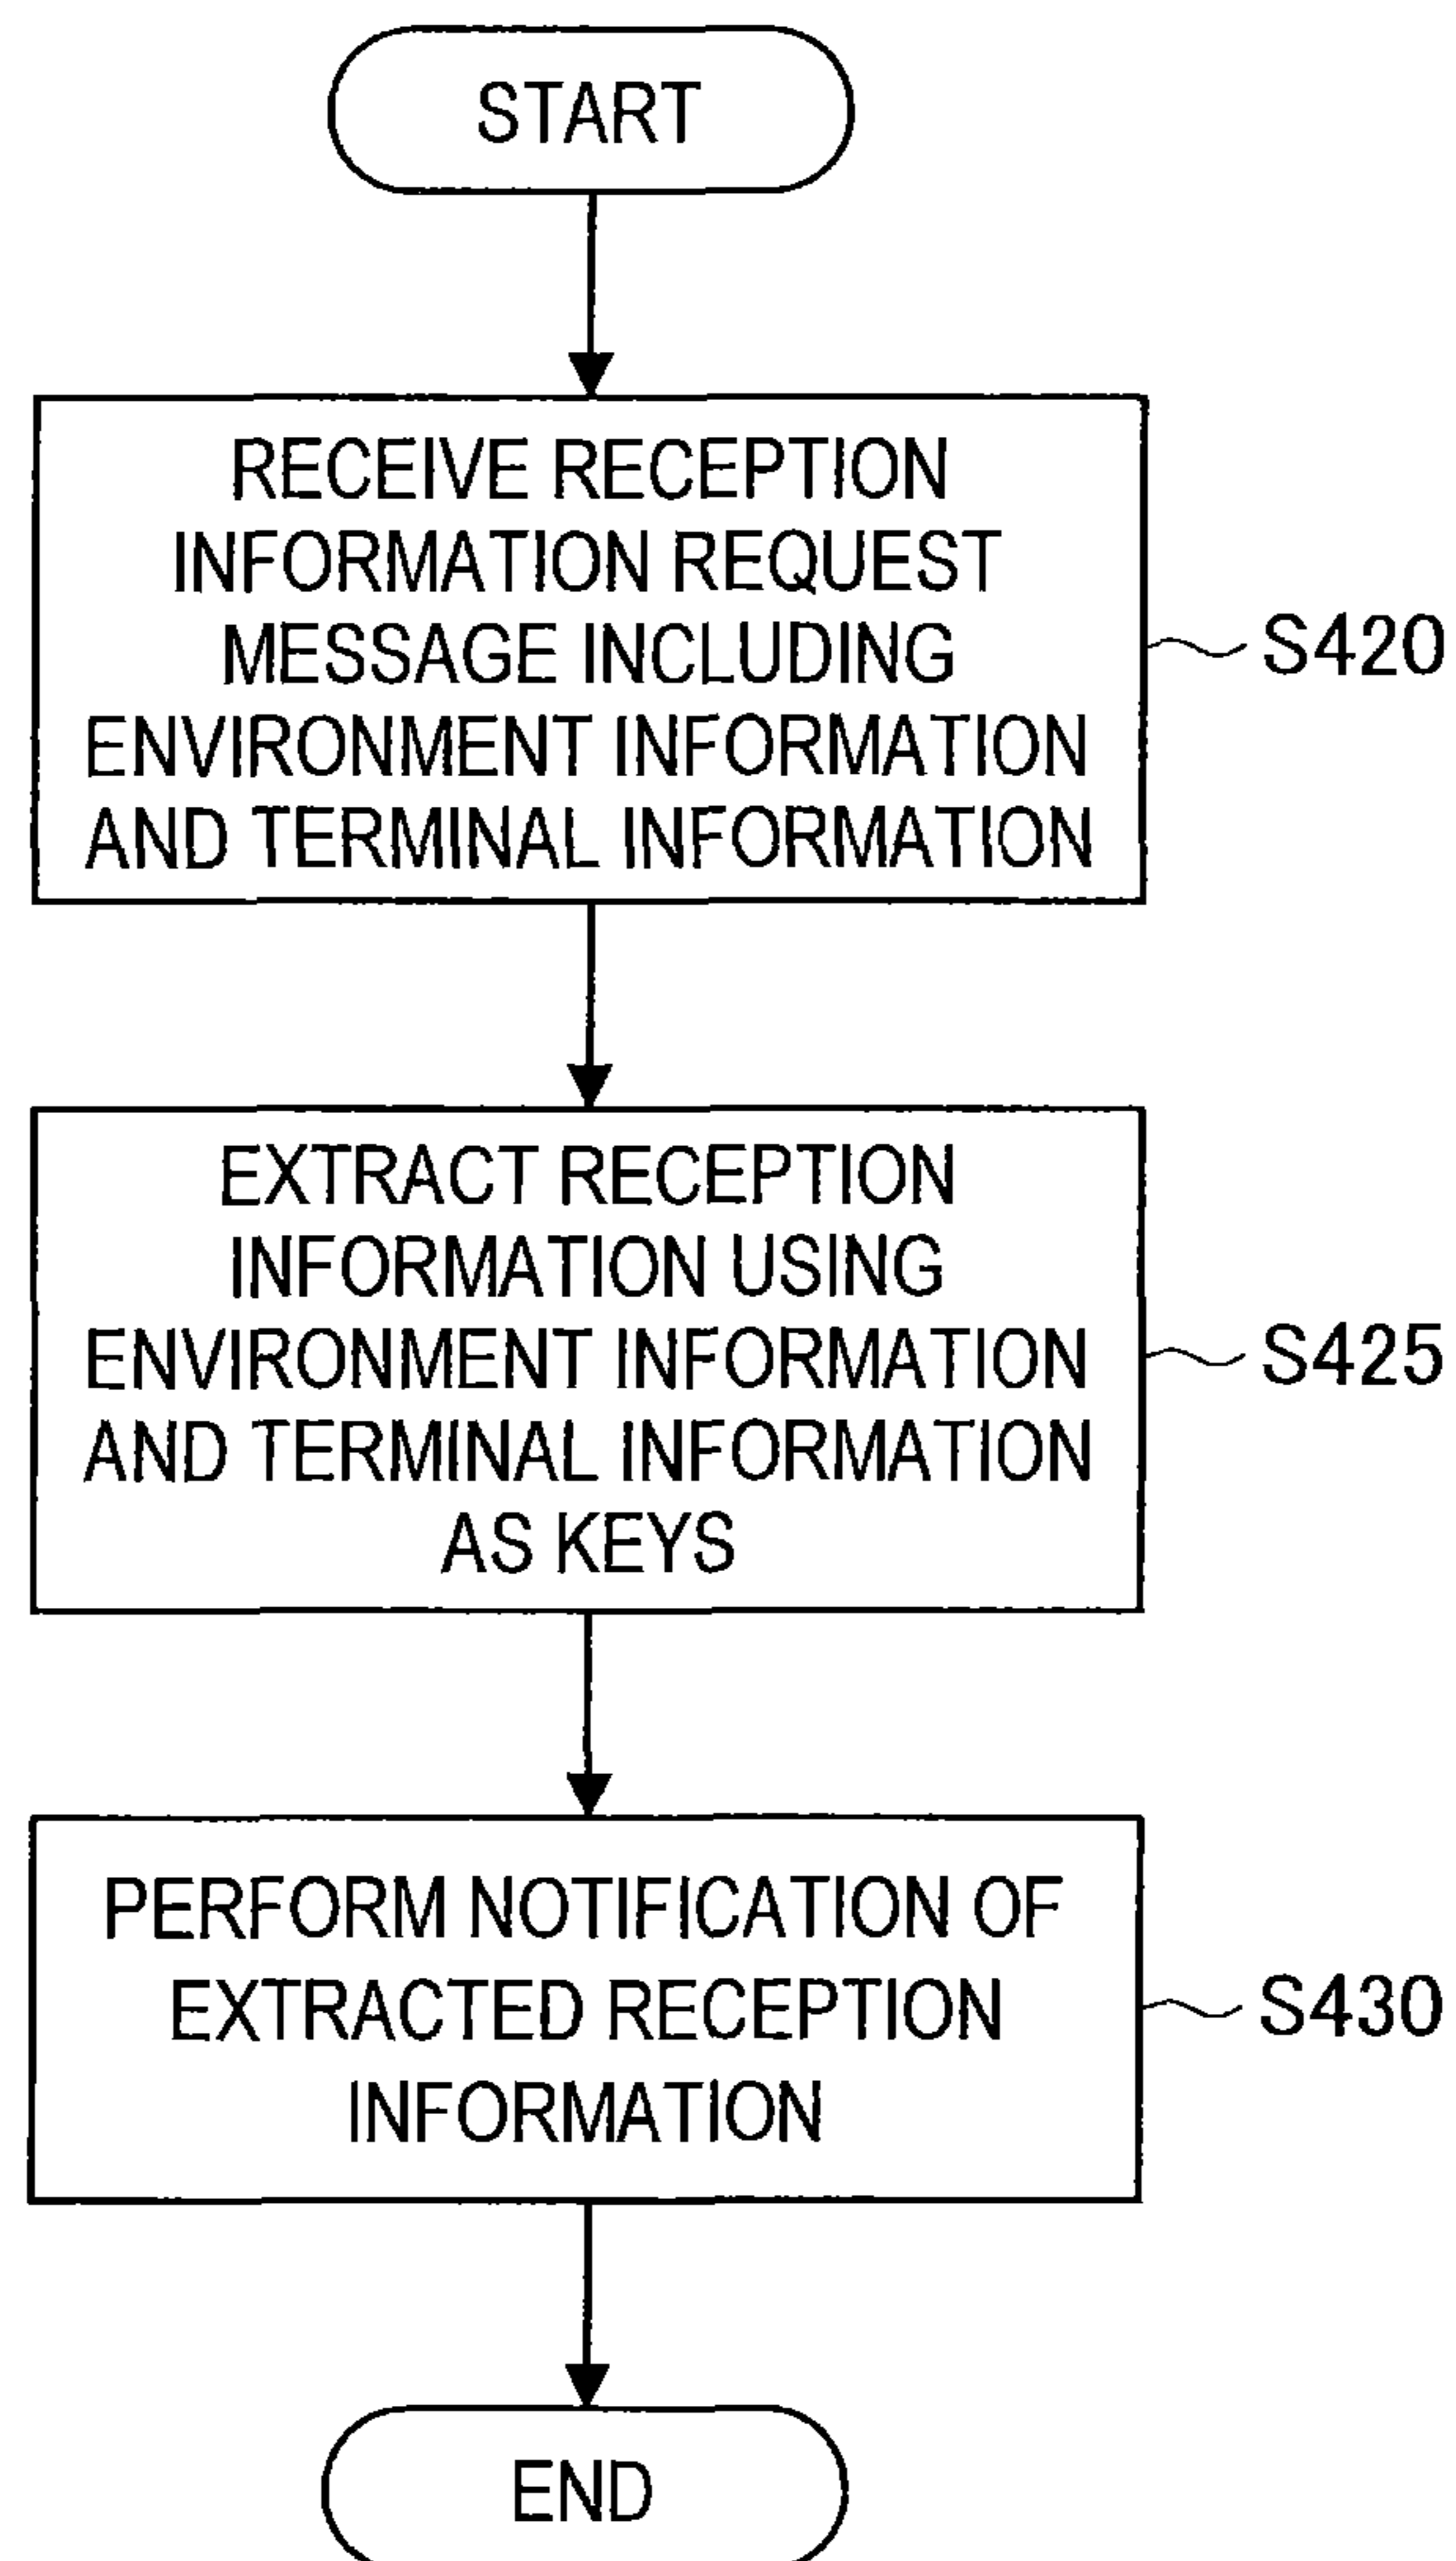 START
RECEIVE RECEPTION
INFORMATION REQUEST
MESSAGE INCLUDING
ENVIRONMENT INFORMATION
AND TERMINAL INFORMATION
S420
EXTRACT RECEPTION
INFORMATION USING
ENVIRONMENT INFORMATION
AND TERMINAL INFORMATION
AS KEYS
S425
PERFORM NOTIFICATION OF
EXTRACTED RECEPTION
INFORMATION
S430
END